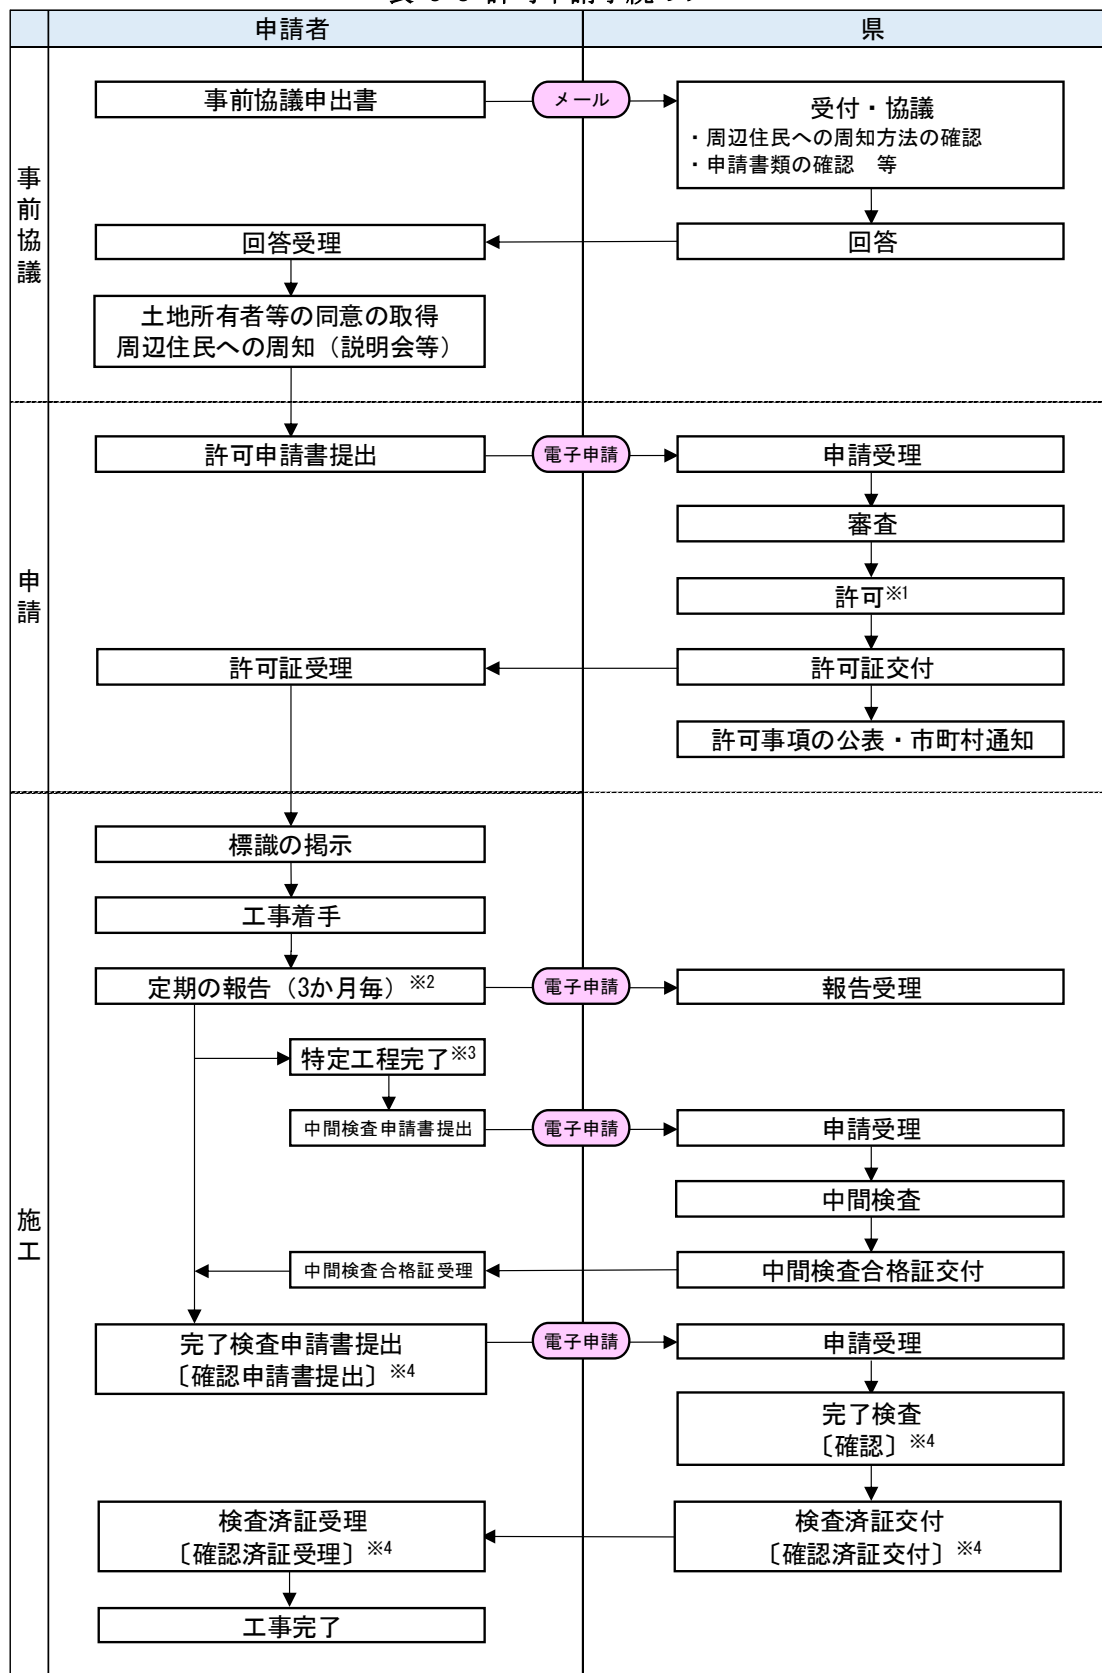 申請者
県
事前協議
事前協議申出書
メール
受付・協議
・周辺住民への周知方法の確認
・申請書類の確認　等
回答受理
回答
土地所有者等の同意の取得
周辺住民への周知（説明会等）
申請
許可申請書提出
電子申請
申請受理
審査
許可※1
許可証受理
許可証交付
許可事項の公表・市町村通知
施工
標識の掲示
工事着手
定期の報告（3か月毎）※2
電子申請
報告受理
特定工程完了※3
中間検査申請書提出
電子申請
申請受理
中間検査
中間検査合格証受理
中間検査合格証交付
完了検査申請書提出
〔確認申請書提出〕※4
電子申請
申請受理
完了検査
〔確認〕※4
検査済証受理
〔確認済証受理〕※4
検査済証交付
〔確認済証交付〕※4
工事完了